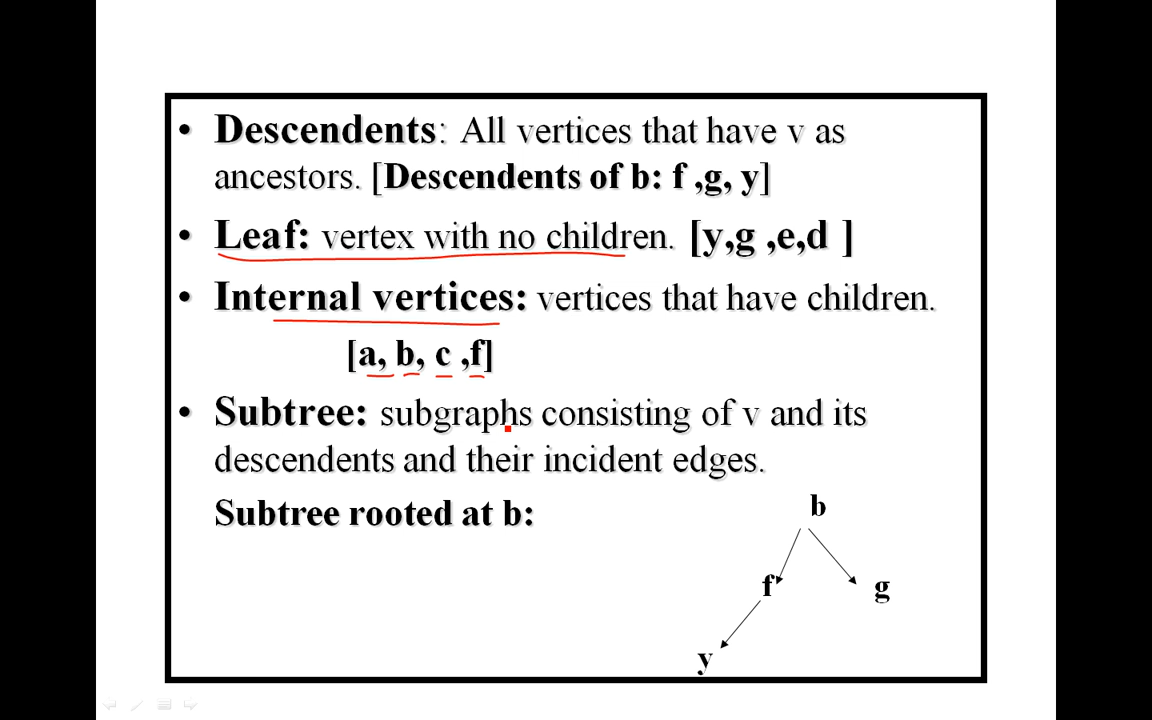 • Descendents: All vertices that have v as
ancestors. [Descendents of b: f ,g, y]
• Leaf: vertex with no children. [y,g ,e,d ]
• Internal vertices: vertices that have children.
[a, b, c ,f]
• Subtree: subgraphs consisting of v and its
descendents and their incident edges.
Subtree rooted at b:
b
f
g
y